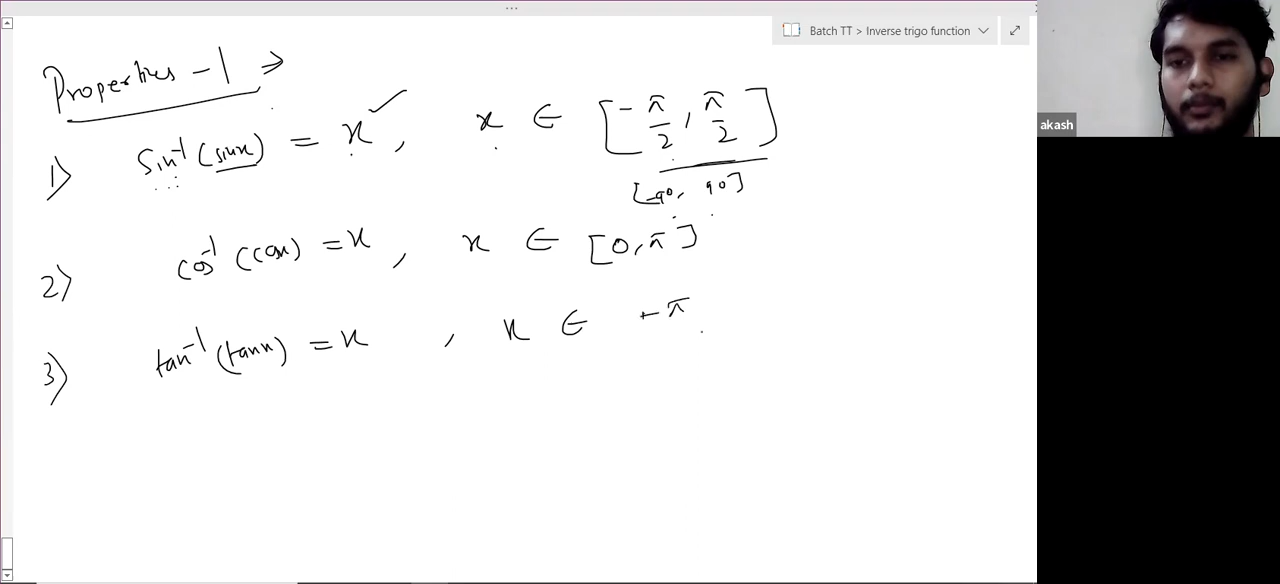 Batch TT > Inverse trigo function
akash
Properties -1 ⇒
1) Sin⁻¹ (sinx) = x ✓, x ∈ [-π/2, π/2]
[-90, 90]
2) cos⁻¹ (cosx) = x, x ∈ [0, π]
3) tan⁻¹ (tanx) = x, x ∈ -π